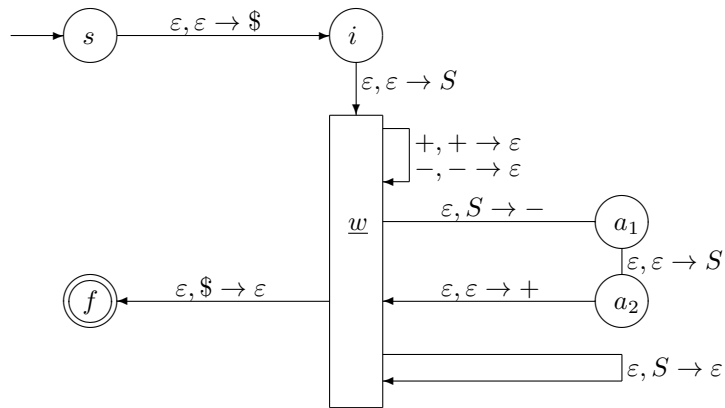 s
ε, ε → $
i
ε, ε → S
+, + → ε
−, − → ε
w
ε, S → −
a₁
ε, ε → S
f
ε, $ → ε
ε, ε → +
a₂
ε, S → ε